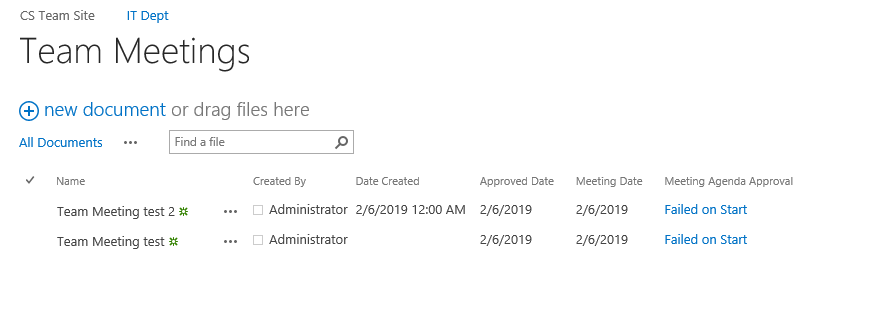 CS Team Site IT Dept
Team Meetings
new document or drag files here
All Documents ... Find a file
Name Created By Date Created Approved Date Meeting Date Meeting Agenda Approval
Team Meeting test 2 ... Administrator 2/6/2019 12:00 AM 2/6/2019 2/6/2019 Failed on Start
Team Meeting test ... Administrator 2/6/2019 2/6/2019 Failed on Start